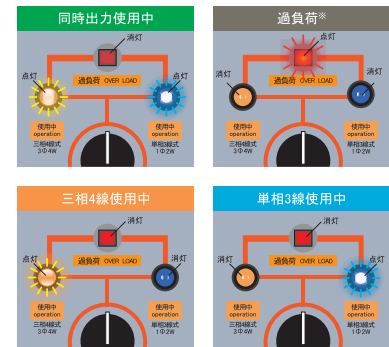 同時出力使用中
消灯
点灯
点灯
過負荷 OVER LOAD
使用中
operation
三相4線式
3Φ4W
使用中
operation
単相3線式
1Φ2W
過負荷※
点灯
消灯
消灯
過負荷 OVER LOAD
使用中
operation
三相4線式
3Φ4W
使用中
operation
単相3線式
1Φ2W
三相4線使用中
消灯
点灯
消灯
過負荷 OVER LOAD
使用中
operation
三相4線式
3Φ4W
使用中
operation
単相3線式
1Φ2W
単相3線使用中
消灯
消灯
点灯
過負荷 OVER LOAD
使用中
operation
三相4線式
3Φ4W
使用中
operation
単相3線式
1Φ2W